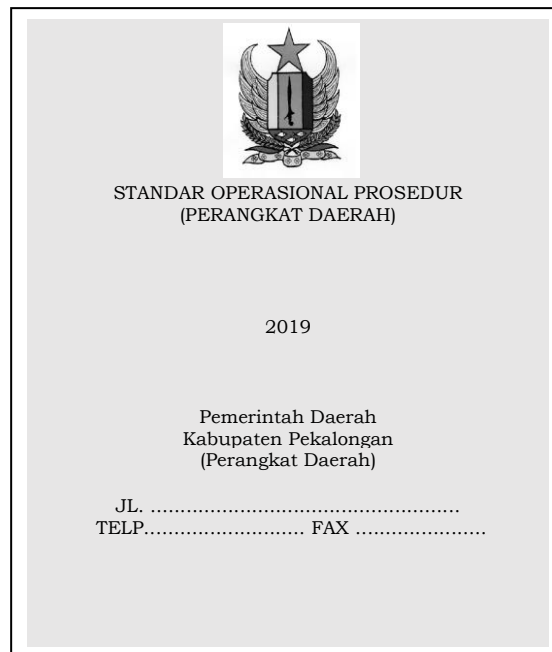 STANDAR OPERASIONAL PROSEDUR
(PERANGKAT DAERAH)
2019
Pemerintah Daerah
Kabupaten Pekalongan
(Perangkat Daerah)
JL. ....................................................
TELP........................... FAX ......................